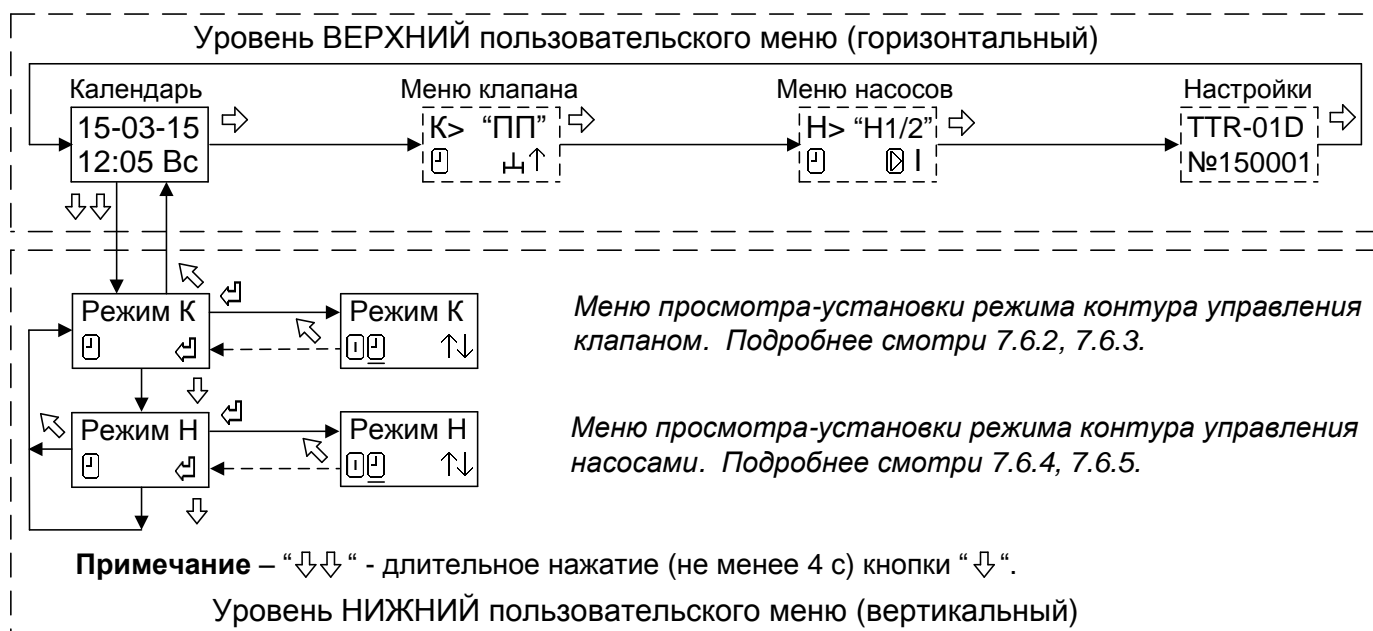 Уровень ВЕРХНИЙ пользовательского меню (горизонтальный)
Календарь
Меню клапана
Меню насосов
Настройки
15-03-15
12:05 Вс
К> “ПП”
Н> “Н1/2”
I
TTR-01D
№150001
Режим К
Режим К
Меню просмотра-установки режима контура управления
клапаном. Подробнее смотри 7.6.2, 7.6.3.
Режим Н
Режим Н
Меню просмотра-установки режима контура управления
насосами. Подробнее смотри 7.6.4, 7.6.5.
Примечание – “⇩⇩“ - длительное нажатие (не менее 4 с) кнопки “⇩“.
Уровень НИЖНИЙ пользовательского меню (вертикальный)